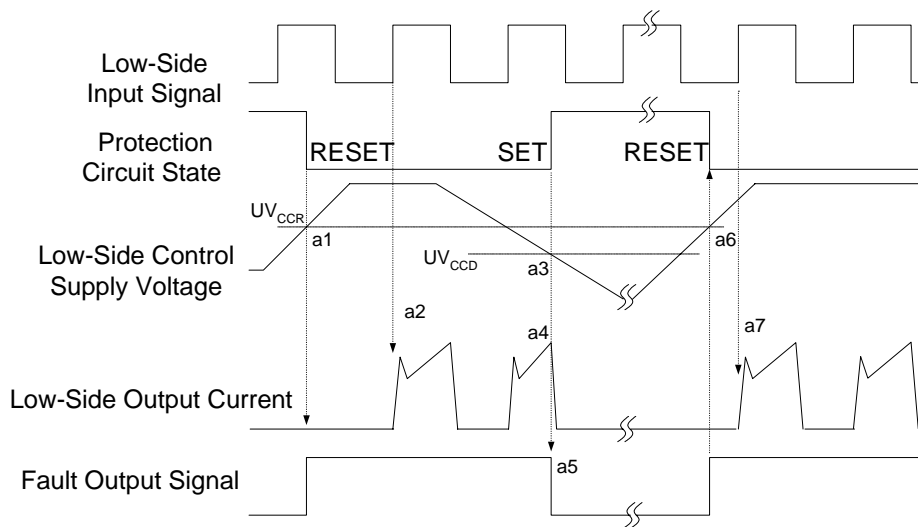 Low-Side
Input Signal
Protection
Circuit State
RESET
SET
RESET
UVCCR
a1
a6
Low-Side Control
Supply Voltage
UVCCD
a3
a2
a4
a7
Low-Side Output Current
a5
Fault Output Signal